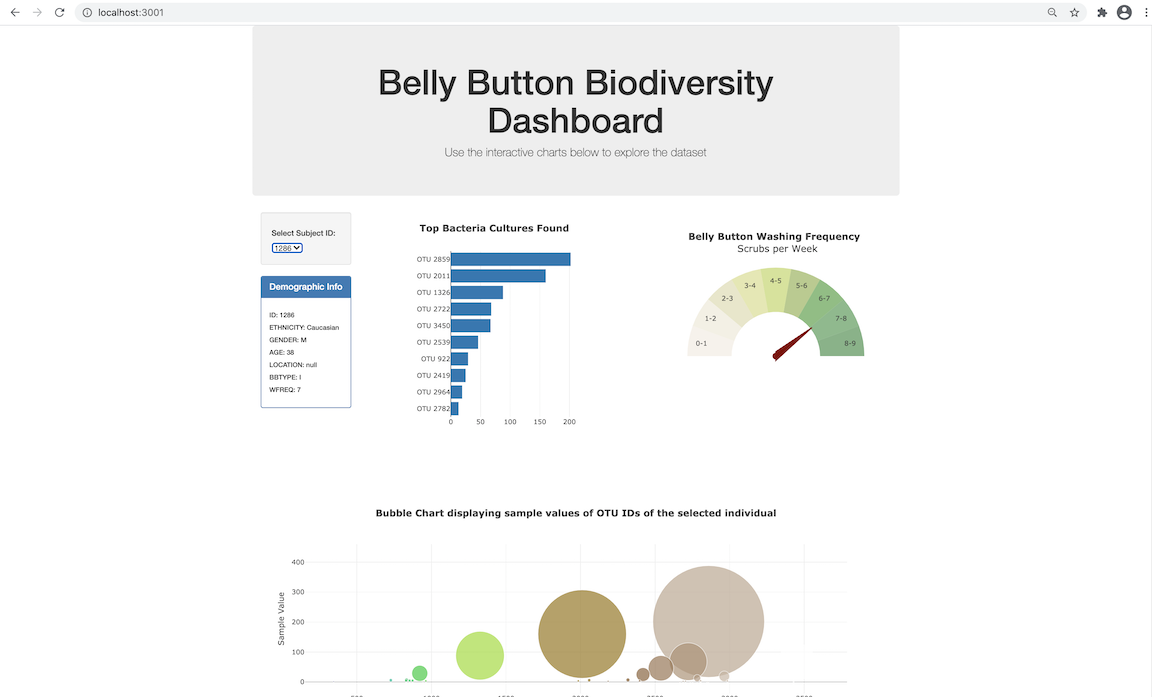 localhost:3001
Belly Button Biodiversity
Dashboard
Use the interactive charts below to explore the dataset
Select Subject ID:
1286
Demographic Info
ID: 1286
ETHNICITY: Caucasian
GENDER: M
AGE: 38
LOCATION: null
BBTYPE: I
WFREQ: 7
Top Bacteria Cultures Found
OTU 2859
OTU 2011
OTU 1326
OTU 2722
OTU 3450
OTU 2539
OTU 922
OTU 2419
OTU 2964
OTU 2782
0 50 100 150 200
Belly Button Washing Frequency
Scrubs per Week
0-1
1-2
2-3
3-4
4-5
5-6
6-7
7-8
8-9
Bubble Chart displaying sample values of OTU IDs of the selected individual
Sample Value
400
300
200
100
0